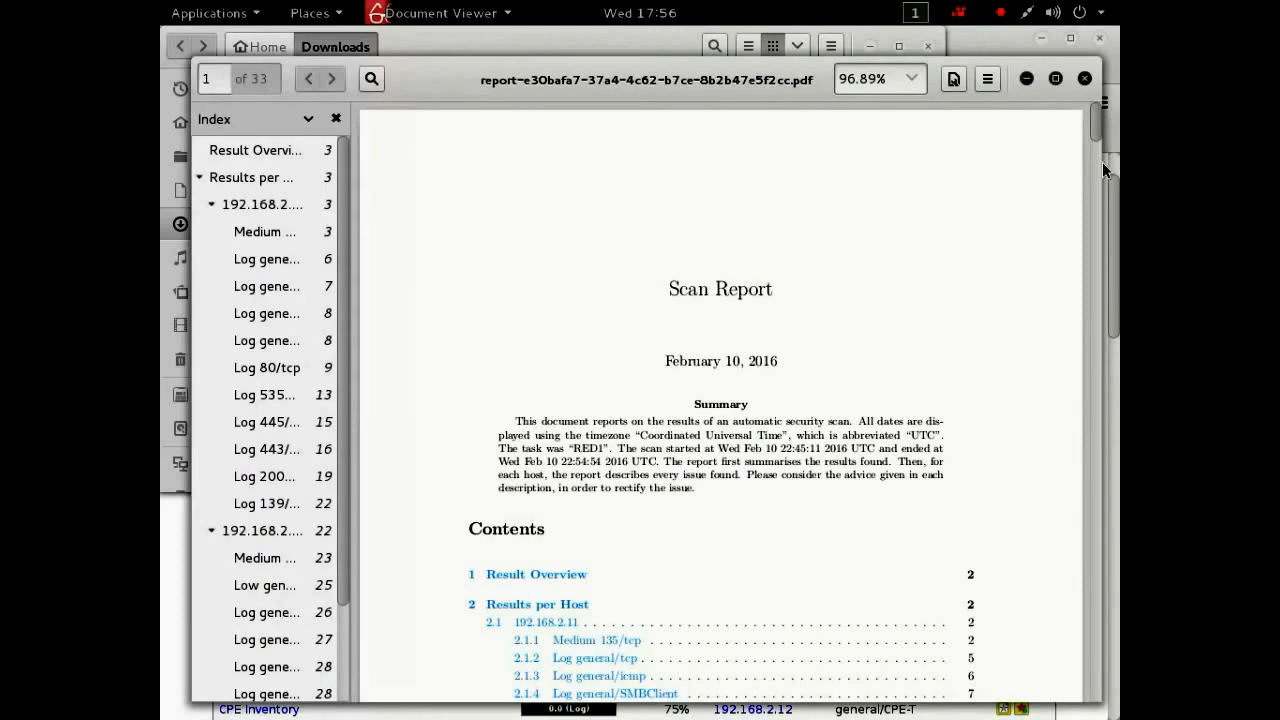 Applications Places Document Viewer Wed 17:56 1
Home Downloads
1 of 33 report-e30bafa7-37a4-4c62-b7ce-8b2b47e5f2cc.pdf 96.89%
Index
Result Overvi... 3
Results per ... 3
192.168.2.... 3
Medium ... 3
Log gene... 6
Log gene... 7
Log gene... 8
Log gene... 8
Log 80/tcp 9
Log 535... 13
Log 445/... 15
Log 443/... 16
Log 200... 19
Log 139/... 22
192.168.2.... 22
Medium ... 23
Low gen... 25
Log gene... 26
Log gene... 27
Log gene... 28
Log gene... 28
Scan Report
February 10, 2016
Summary
This document reports on the results of an automatic security scan. All dates are dis-
played using the timezone “Coordinated Universal Time”, which is abbreviated “UTC”.
The task was “RED1”. The scan started at Wed Feb 10 22:45:11 2016 UTC and ended at
Wed Feb 10 22:54:54 2016 UTC. The report first summarises the results found. Then, for
each host, the report describes every issue found. Please consider the advice given in each
description, in order to rectify the issue.
Contents
1 Result Overview 2
2 Results per Host 2
2.1 192.168.2.11 . . . . . . . . . . . . . . . . . . . . . . . . . . . . . . . . . 2
2.1.1 Medium 135/tcp . . . . . . . . . . . . . . . . . . . . . . . . . . . 2
2.1.2 Log general/tcp . . . . . . . . . . . . . . . . . . . . . . . . . . . . 5
2.1.3 Log general/icmp . . . . . . . . . . . . . . . . . . . . . . . . . . . 6
2.1.4 Log general/SMBClient . . . . . . . . . . . . . . . . . . . . . . . . 7
CPE Inventory 0.0 (Log) 75% 192.168.2.12 general/CPE-T